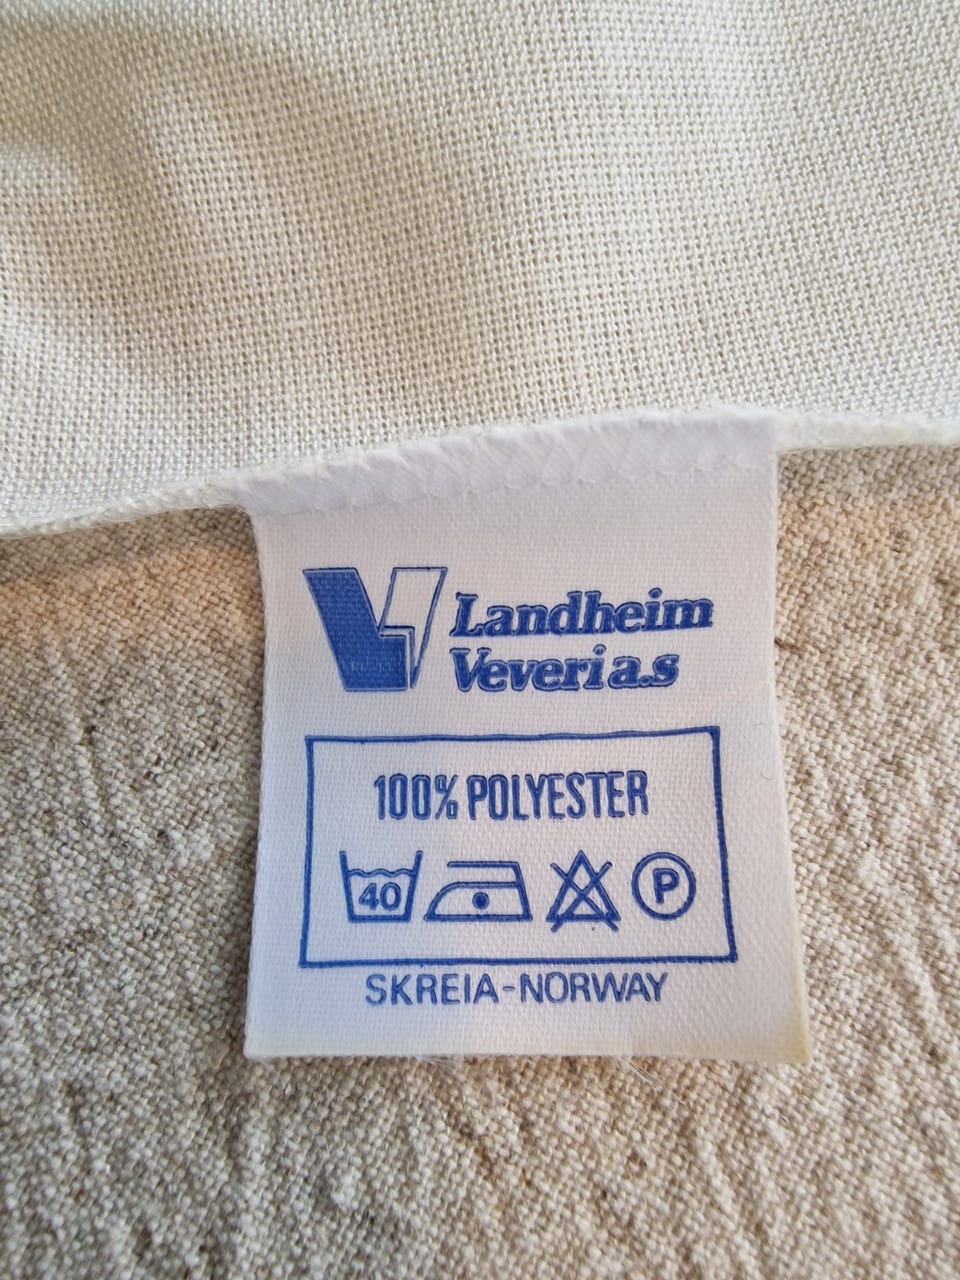 Landheim
Veveri a.s
100% POLYESTER
40
P
SKREIA-NORWAY